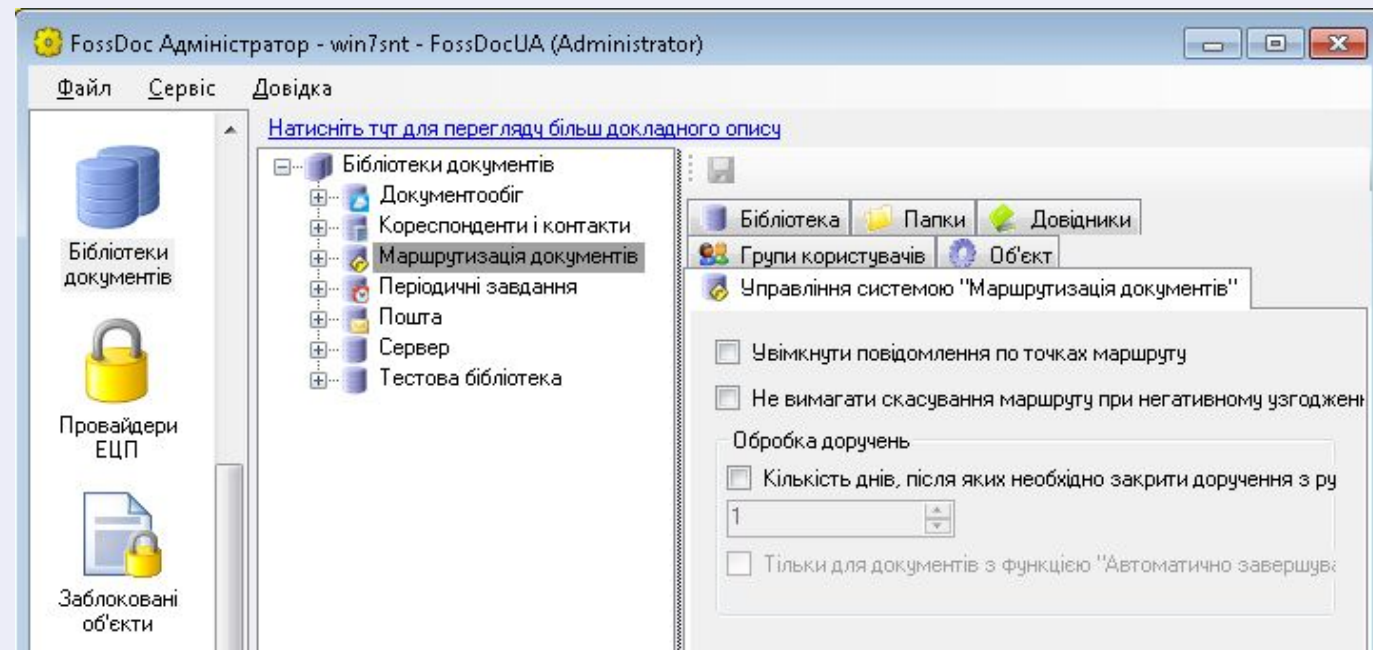 FossDoc Адміністратор - win7snt - FossDocUA (Administrator)
Файл Сервіс Довідка
Натисніть тут для перегляду більш докладного опису
Бібліотеки документів
Провайдери ЕЦП
Заблоковані об'єкти
Бібліотеки документів
Документообіг
Кореспонденти і контакти
Маршрутизація документів
Періодичні завдання
Пошта
Сервер
Тестова бібліотека
Бібліотека Папки Довідники
Групи користувачів Об'єкт
Управління системою "Маршрутизація документів"
Увімкнути повідомлення по точках маршруту
Не вимагати скасування маршруту при негативному узгоджен
Обробка доручень
Кількість днів, після яких необхідно закрити доручення з ру
1
Тільки для документів з функцією "Автоматично завершува